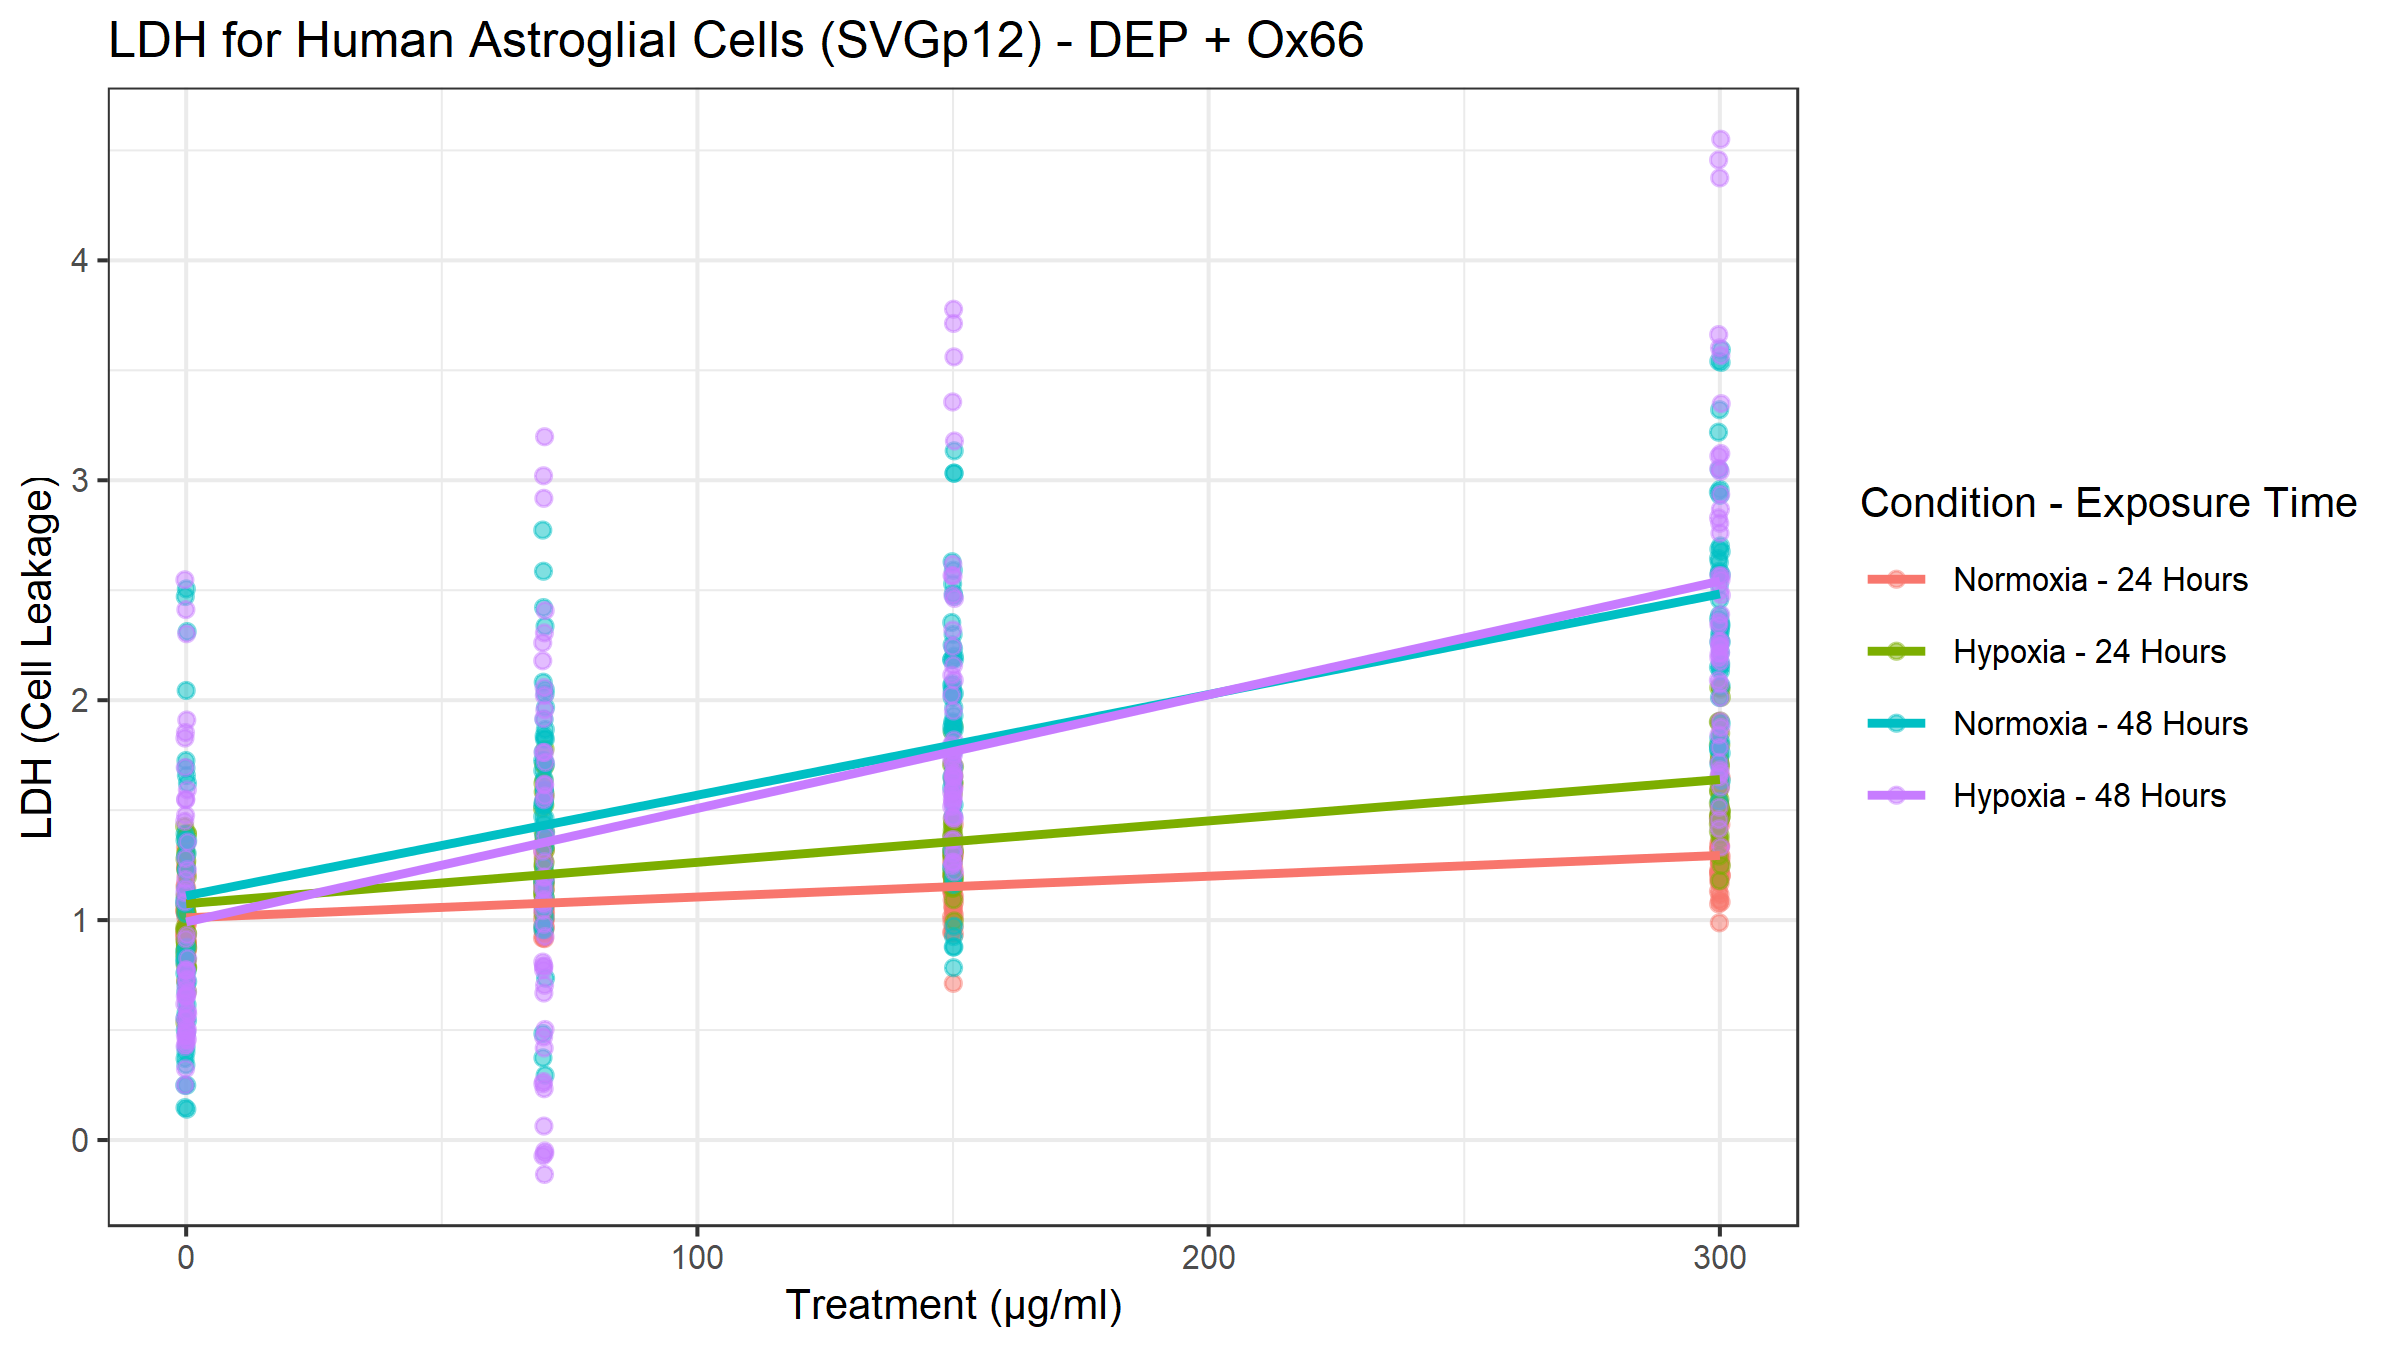 LDH for Human Astroglial Cells (SVGp12) - DEP + Ox66
LDH (Cell Leakage)
4
3
2
1
0
0 100 200 300
Treatment (µg/ml)
Condition - Exposure Time
Normoxia - 24 Hours
Hypoxia - 24 Hours
Normoxia - 48 Hours
Hypoxia - 48 Hours